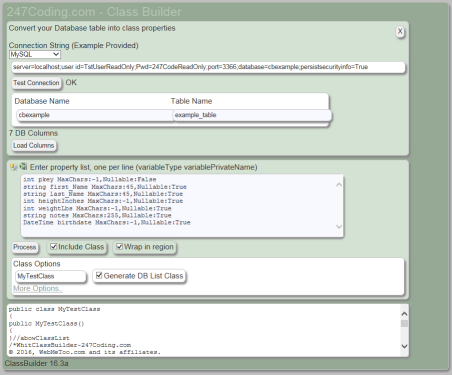 247Coding.com - Class Builder
Convert your Database table into class properties
X
Connection String (Example Provided)
MySQL
server=localhost;user id=TstUserReadOnly;Pwd=247CodeReadOnly;port=3366;database=cbexample;persistsecurityinfo=True
Test Connection OK
Database Name Table Name
cbexample example_table
7 DB Columns
Load Columns
Enter property list, one per line (variableType variablePrivateName)
int pkey MaxChars:-1,Nullable:False
string first_Name MaxChars:45,Nullable:True
string last_Name MaxChars:45,Nullable:True
int heightInches MaxChars:-1,Nullable:True
int weightLbs MaxChars:-1,Nullable:True
string notes MaxChars:255,Nullable:True
DateTime birthdate MaxChars:-1,Nullable:True
Process Include Class Wrap in region
Class Options
MyTestClass Generate DB List Class
More Options..
public class MyTestClass
{
public MyTestClass()
{
}//abowClassList
/*WhitClassBuilder-247Coding.com
© 2016, WebMeToo.com and its affiliates.
ClassBuilder 16.3a